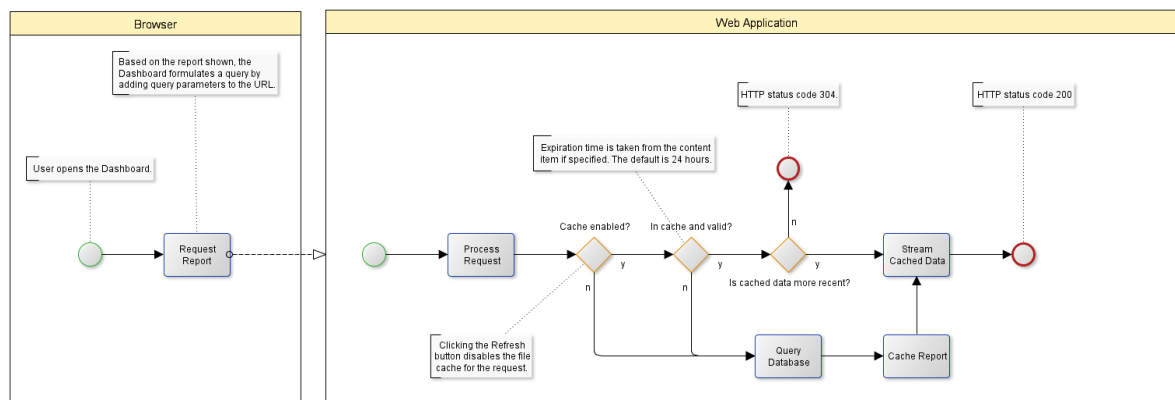 Browser
Web Application
Based on the report shown, the
Dashboard formulates a query by
adding query parameters to the URL.
HTTP status code 304.
HTTP status code 200
User opens the Dashboard.
Expiration time is taken from the content
item if specified. The default is 24 hours.
Request
Report
Process
Request
Cache enabled?
y
n
In cache and valid?
y
n
n
y
Is cached data more recent?
Stream
Cached Data
Clicking the Refresh
button disables the file
cache for the request.
Query
Database
Cache Report